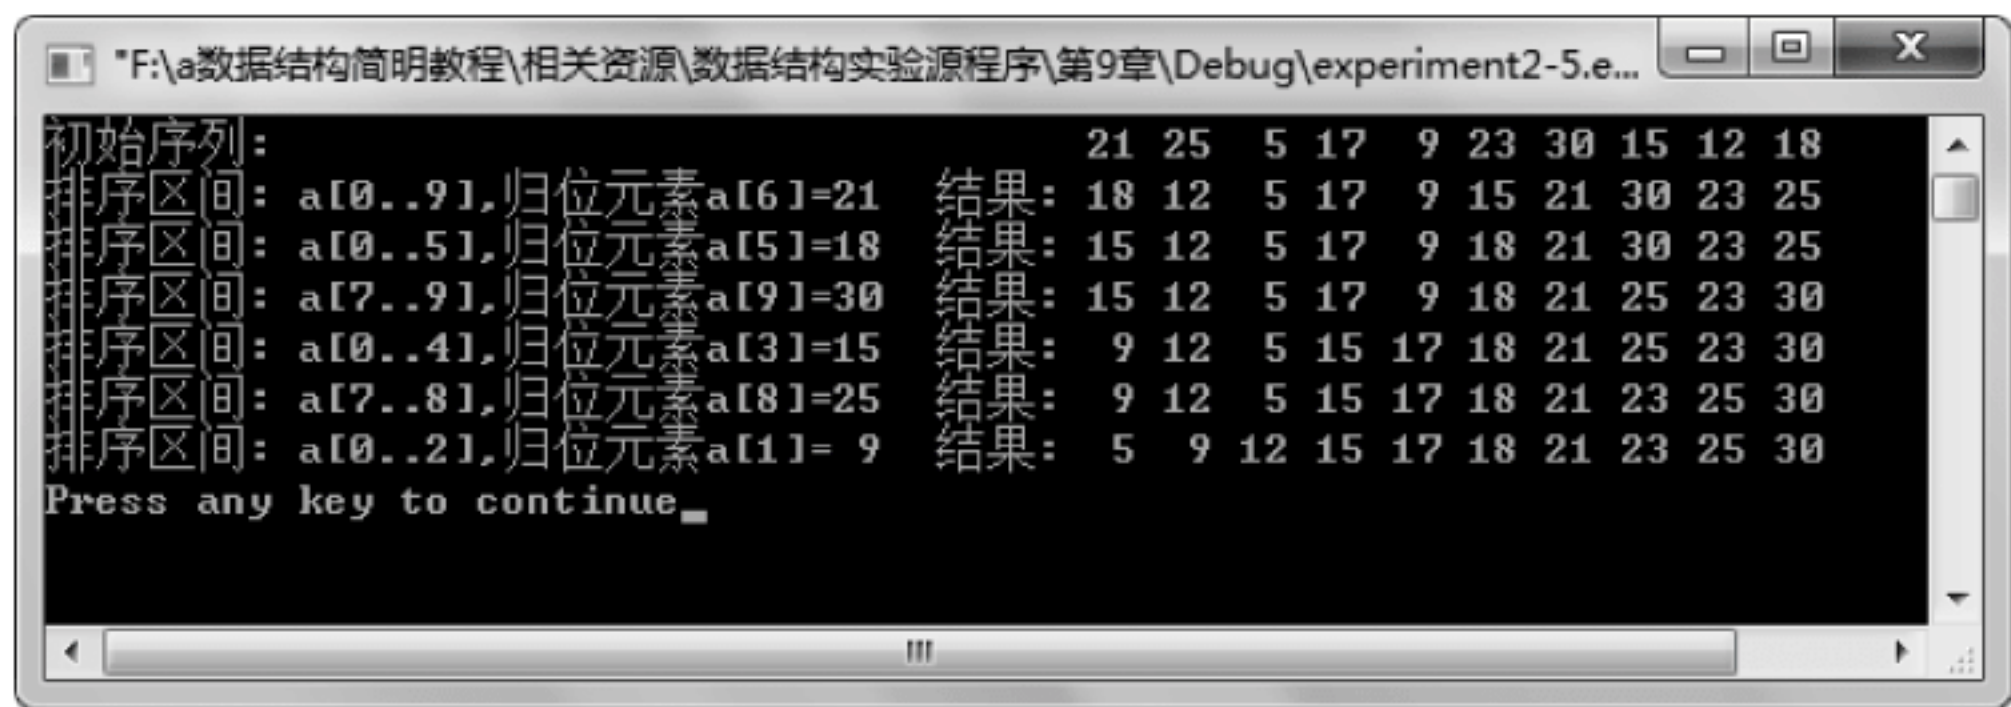 "F:\a数据结构简明教程\相关资源\数据结构实验源程序\第9章\Debug\experiment2-5.e...
初始序列: 21 25 5 17 9 23 30 15 12 18
排序区间: a[0..9],归位元素a[6]=21 结果: 18 12 5 17 9 15 21 30 23 25
排序区间: a[0..5],归位元素a[5]=18 结果: 15 12 5 17 9 18 21 30 23 25
排序区间: a[7..9],归位元素a[9]=30 结果: 15 12 5 17 9 18 21 25 23 30
排序区间: a[0..4],归位元素a[3]=15 结果: 9 12 5 15 17 18 21 25 23 30
排序区间: a[7..8],归位元素a[8]=25 结果: 9 12 5 15 17 18 21 23 25 30
排序区间: a[0..2],归位元素a[1]= 9 结果: 5 9 12 15 17 18 21 23 25 30
Press any key to continue_